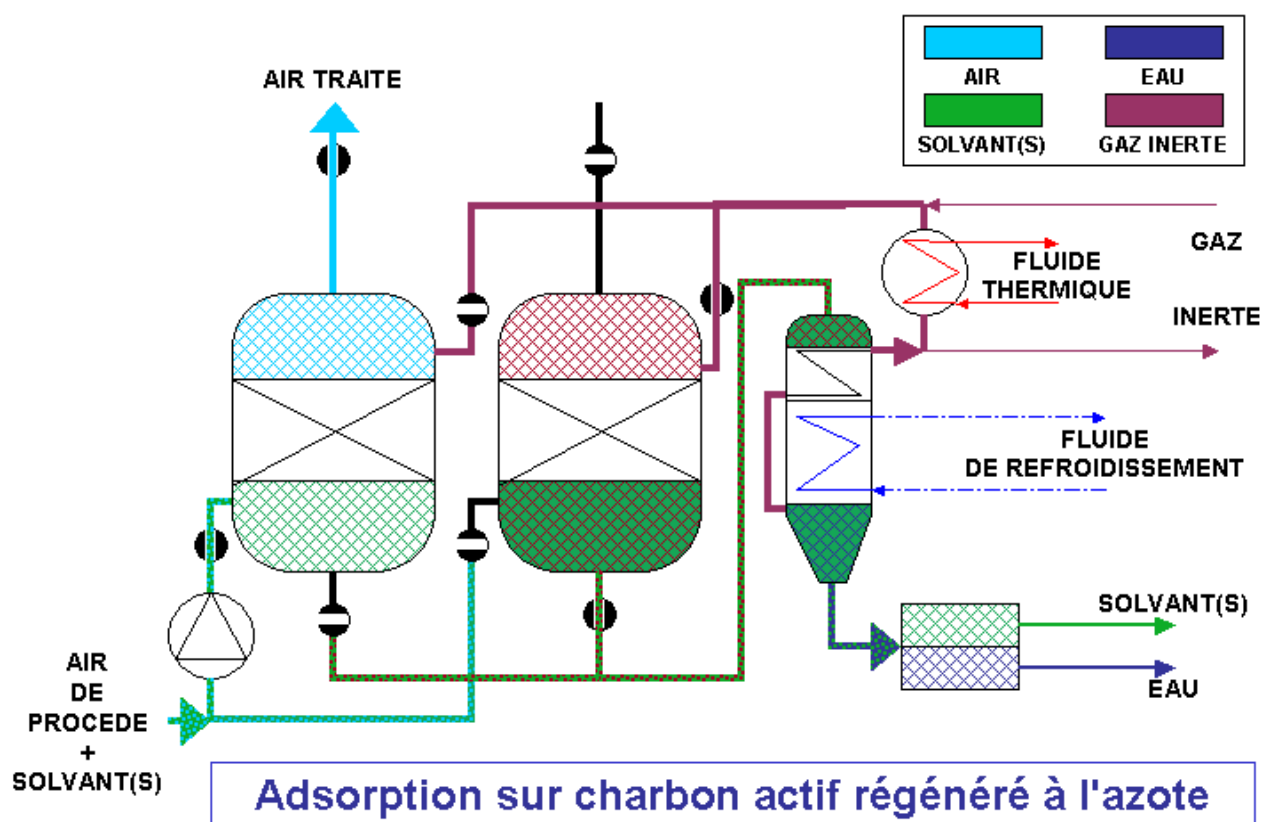 AIR
EAU
SOLVANT(S)
GAZ INERTE
AIR TRAITE
GAZ
INERTE
FLUIDE
THERMIQUE
FLUIDE
DE REFROIDISSEMENT
SOLVANT(S)
EAU
AIR
DE
PROCEDE
+
SOLVANT(S)
Adsorption sur charbon actif régénéré à l'azote